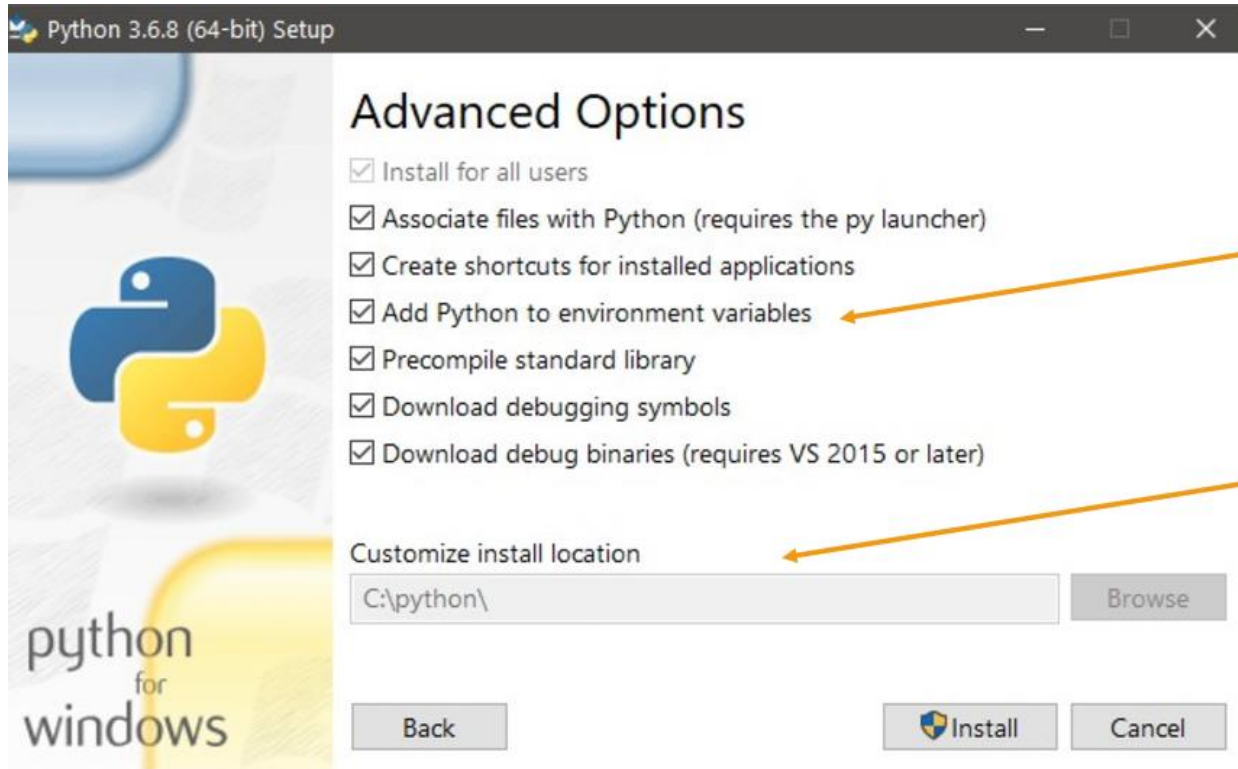 Python 3.6.8 (64-bit) Setup
Advanced Options
Install for all users
Associate files with Python (requires the py launcher)
Create shortcuts for installed applications
Add Python to environment variables
Precompile standard library
Download debugging symbols
Download debug binaries (requires VS 2015 or later)
Customize install location
C:\python\
Browse
python
for
windows
Back
Install
Cancel